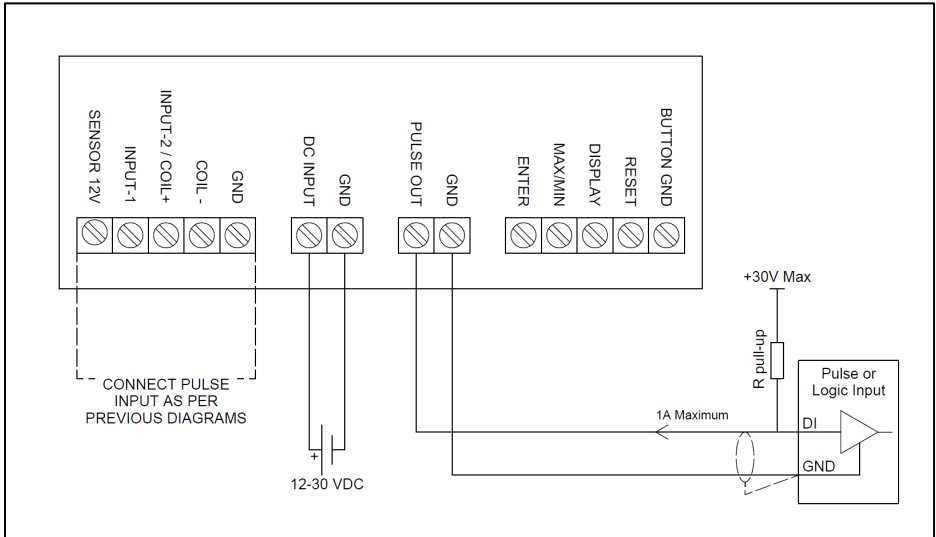 SENSOR 12V
INPUT-1
INPUT-2 / COIL+
COIL -
GND
DC INPUT
GND
PULSE OUT
GND
ENTER
MAX/MIN
DISPLAY
RESET
BUTTON GND
+30V Max
R pull-up
CONNECT PULSE
INPUT AS PER
PREVIOUS DIAGRAMS
+
12-30 VDC
1A Maximum
Pulse or
Logic Input
DI
GND